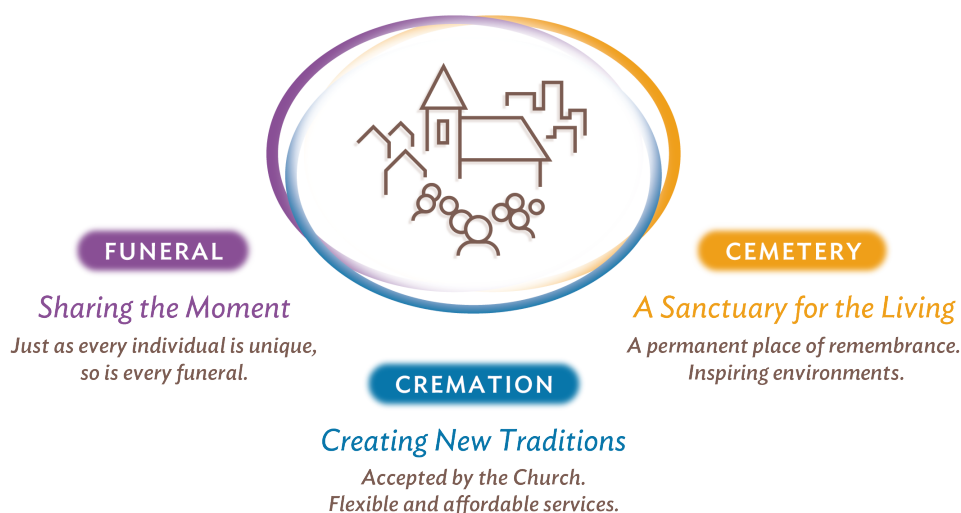 FUNERAL
Sharing the Moment
Just as every individual is unique,
so is every funeral.
CEMETERY
A Sanctuary for the Living
A permanent place of remembrance.
Inspiring environments.
CREMATION
Creating New Traditions
Accepted by the Church.
Flexible and affordable services.